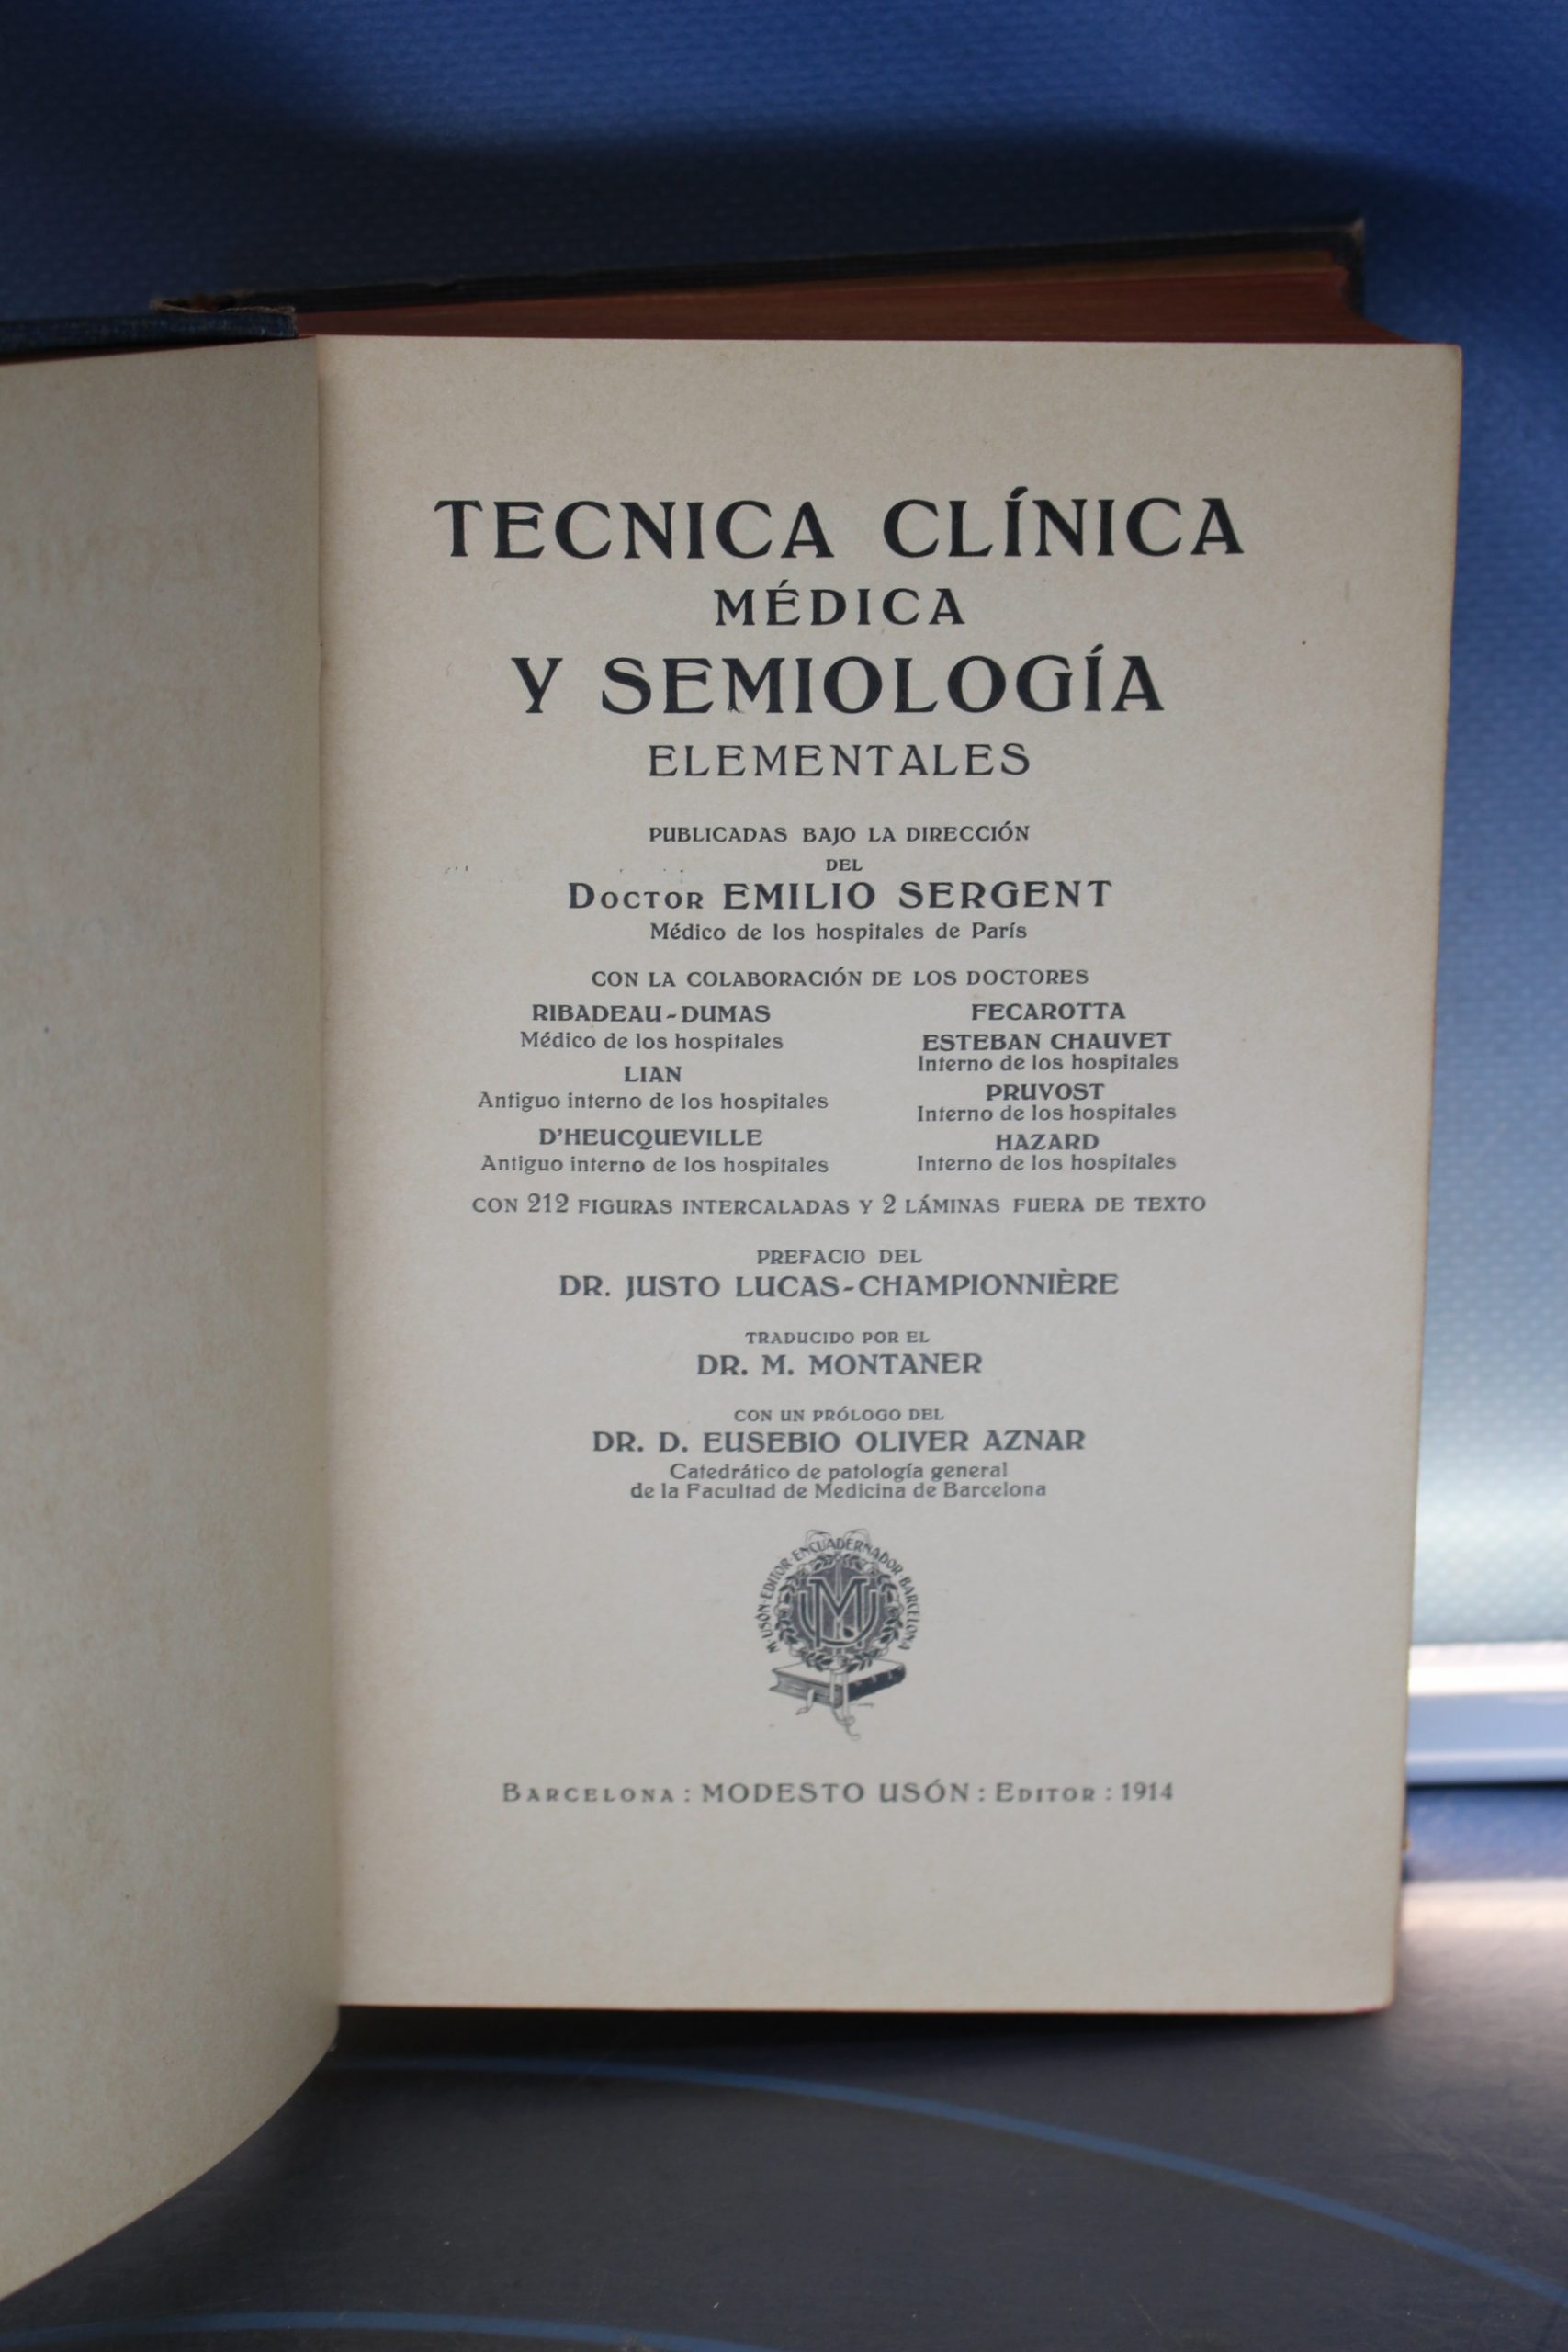 TECNICA CLÍNICA
MÉDICA
Y SEMIOLOGÍA
ELEMENTALES
PUBLICADAS BAJO LA DIRECCIÓN
DEL
DOCTOR EMILIO SERGENT
Médico de los hospitales de París
CON LA COLABORACIÓN DE LOS DOCTORES
RIBADEAU-DUMAS
Médico de los hospitales
LIAN
Antiguo interno de los hospitales
D'HEUCQUEVILLE
Antiguo interno de los hospitales
FECAROTTA
ESTEBAN CHAUVET
Interno de los hospitales
PRUVOST
Interno de los hospitales
HAZARD
Interno de los hospitales
CON 212 FIGURAS INTERCALADAS Y 2 LÁMINAS FUERA DE TEXTO
PREFACIO DEL
DR. JUSTO LUCAS-CHAMPIONNIÈRE
TRADUCIDO POR EL
DR. M. MONTANER
CON UN PRÓLOGO DEL
DR. D. EUSEBIO OLIVER AZNAR
Catedrático de patología general
de la Facultad de Medicina de Barcelona
M. USÓN-EDITOR ENCUADERNADOR BARCELONA
MU
BARCELONA : MODESTO USÓN : EDITOR : 1914